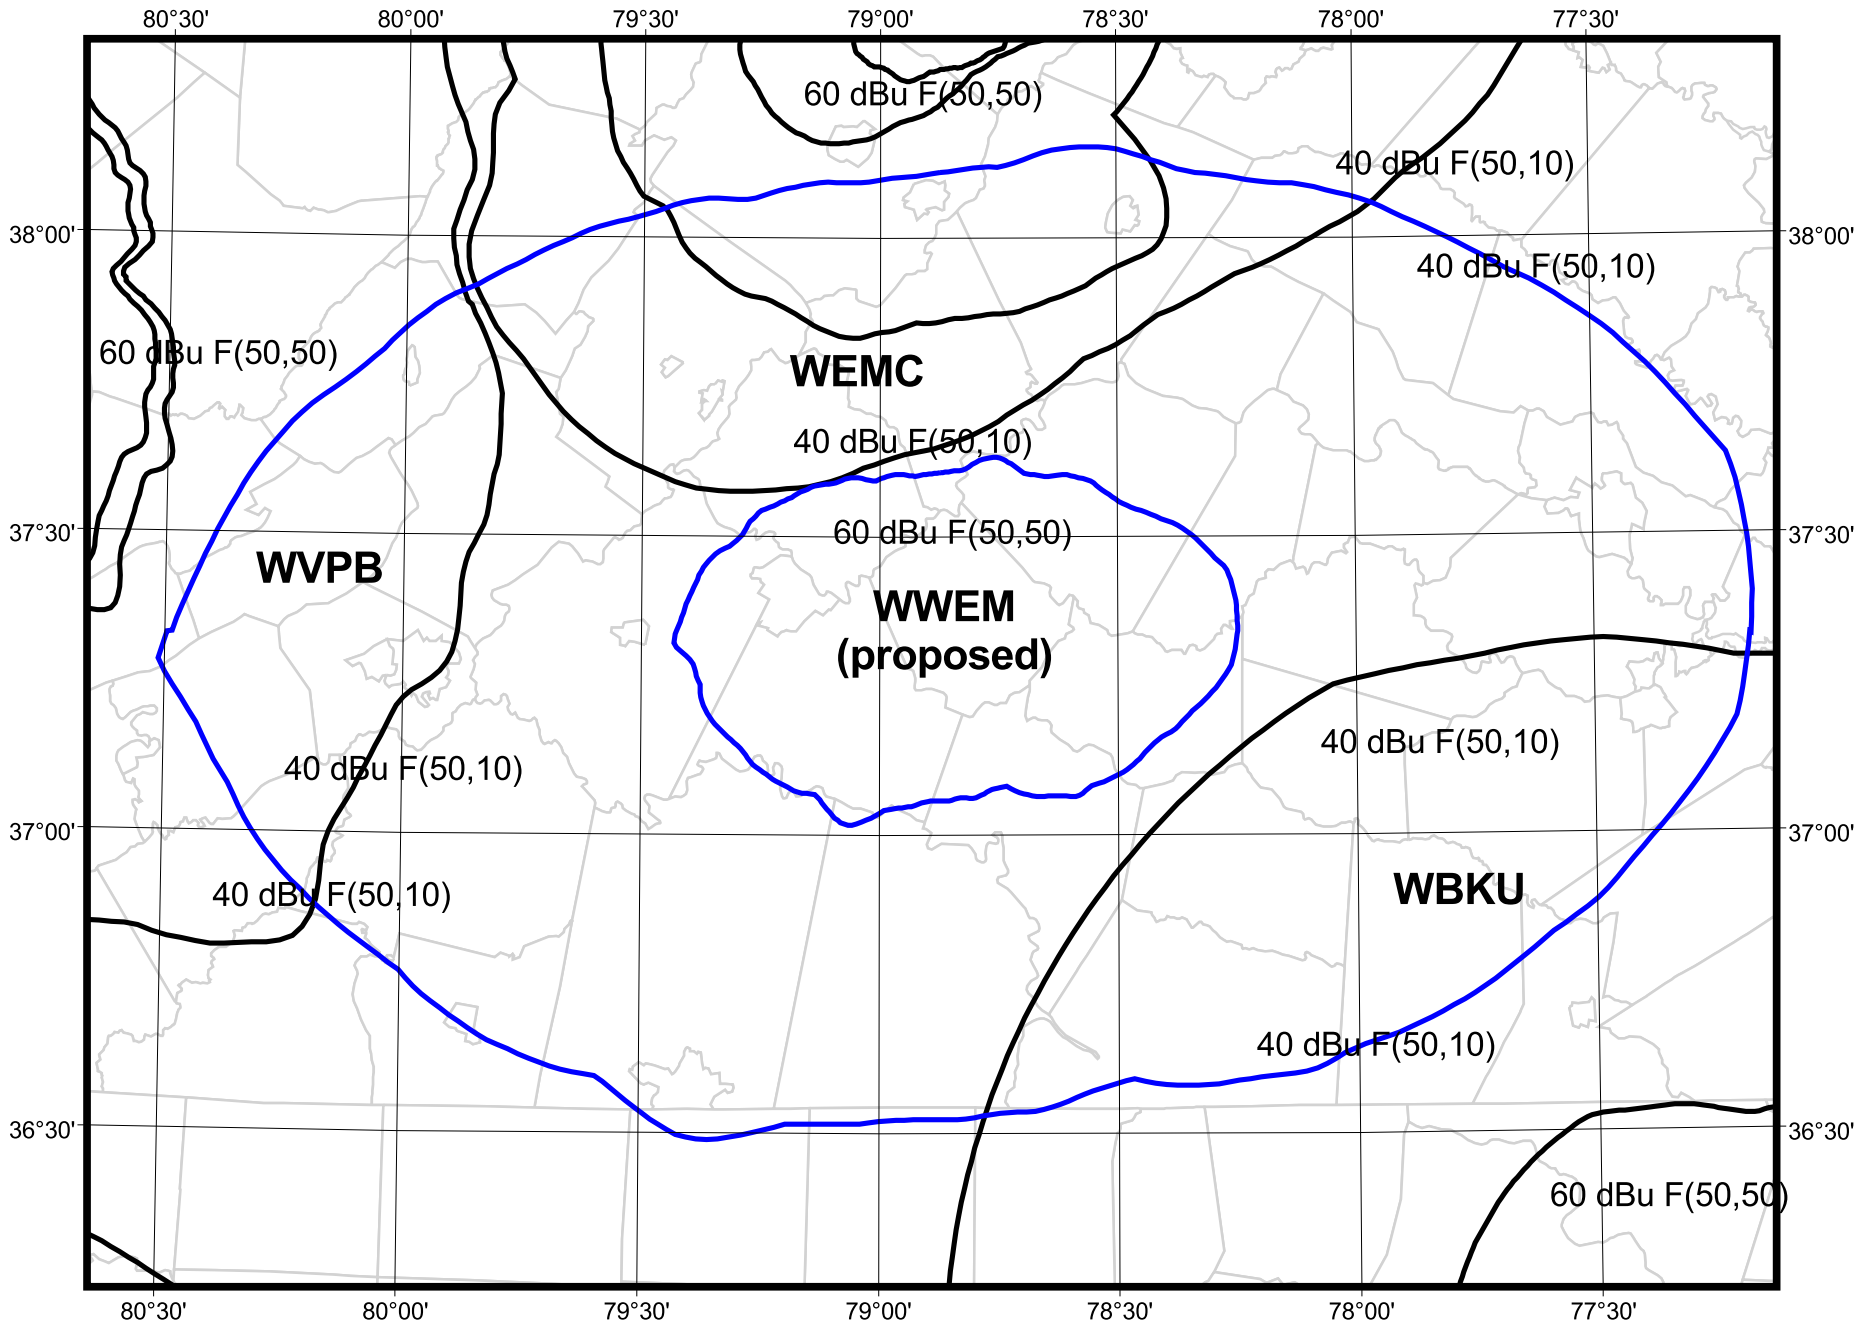 80°30' 80°00' 79°30' 79°00' 78°30' 78°00' 77°30'
60 dBu F(50,50)
40 dBu F(50,10)
38°00' 38°00'
40 dBu F(50,10)
60 dBu F(50,50)
WEMC
40 dBu F(50,10)
37°30' 37°30'
60 dBu F(50,50)
WVPB
WWEM
(proposed)
40 dBu F(50,10)
40 dBu F(50,10)
37°00' 37°00'
40 dBu F(50,10)
WBKU
40 dBu F(50,10)
36°30' 36°30'
60 dBu F(50,50)
80°30' 80°00' 79°30' 79°00' 78°30' 78°00' 77°30'